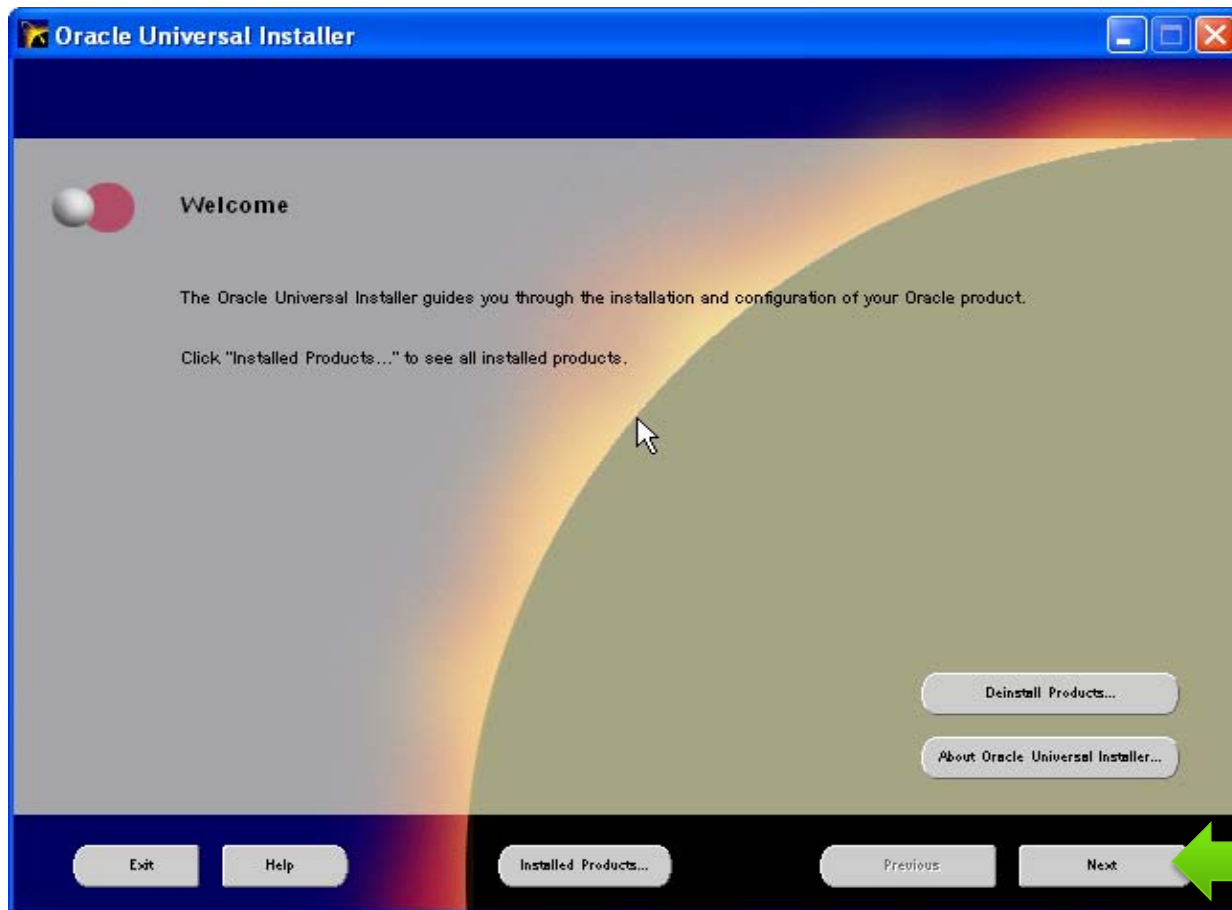 Oracle Universal Installer
Welcome
The Oracle Universal Installer guides you through the installation and configuration of your Oracle product.
Click "Installed Products..." to see all installed products.
Deinstall Products...
About Oracle Universal Installer...
Exit
Help
Installed Products...
Previous
Next